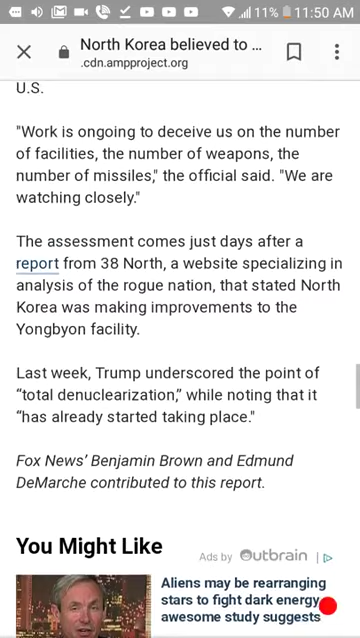 11% 11:50 AM
North Korea believed to ...
.cdn.ampproject.org
U.S.
"Work is ongoing to deceive us on the number
of facilities, the number of weapons, the
number of missiles," the official said. "We are
watching closely."
The assessment comes just days after a
report from 38 North, a website specializing in
analysis of the rogue nation, that stated North
Korea was making improvements to the
Yongbyon facility.
Last week, Trump underscored the point of
“total denuclearization,” while noting that it
“has already started taking place."
Fox News’ Benjamin Brown and Edmund
DeMarche contributed to this report.
You Might Like
Ads by Outbrain
Aliens may be rearranging
stars to fight dark energy,
awesome study suggests